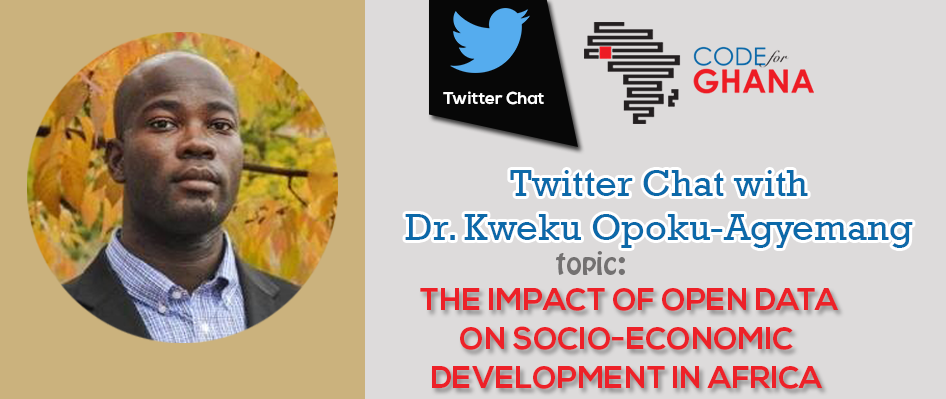 Twitter Chat
CODE for
GHANA
Twitter Chat with
Dr. Kweku Opoku-Agyemang
topic:
THE IMPACT OF OPEN DATA
ON SOCIO-ECONOMIC
DEVELOPMENT IN AFRICA